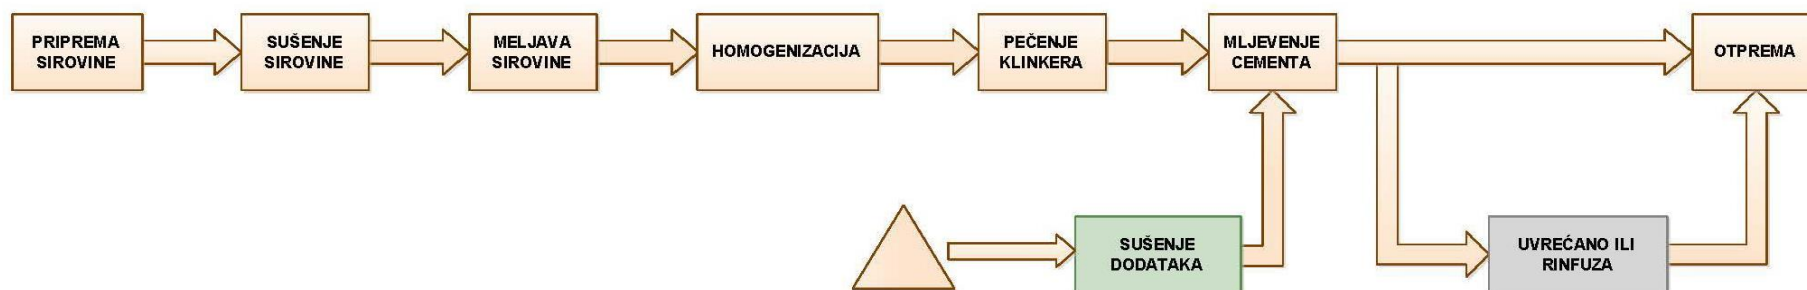 PRIPREMA
SIROVINE
SUŠENJE
SIROVINE
MELJAVA
SIROVINE
HOMOGENIZACIJA
PEČENJE
KLINKERA
MLJEVENJE
CEMENTA
OTPREMA
SUŠENJE
DODATAKA
UVREĆANO ILI
RINFUZA